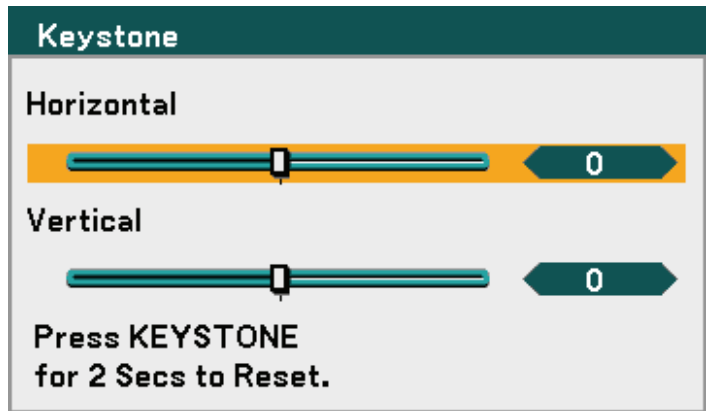 Keystone
Horizontal
0
Vertical
0
Press KEYSTONE
for 2 Secs to Reset.